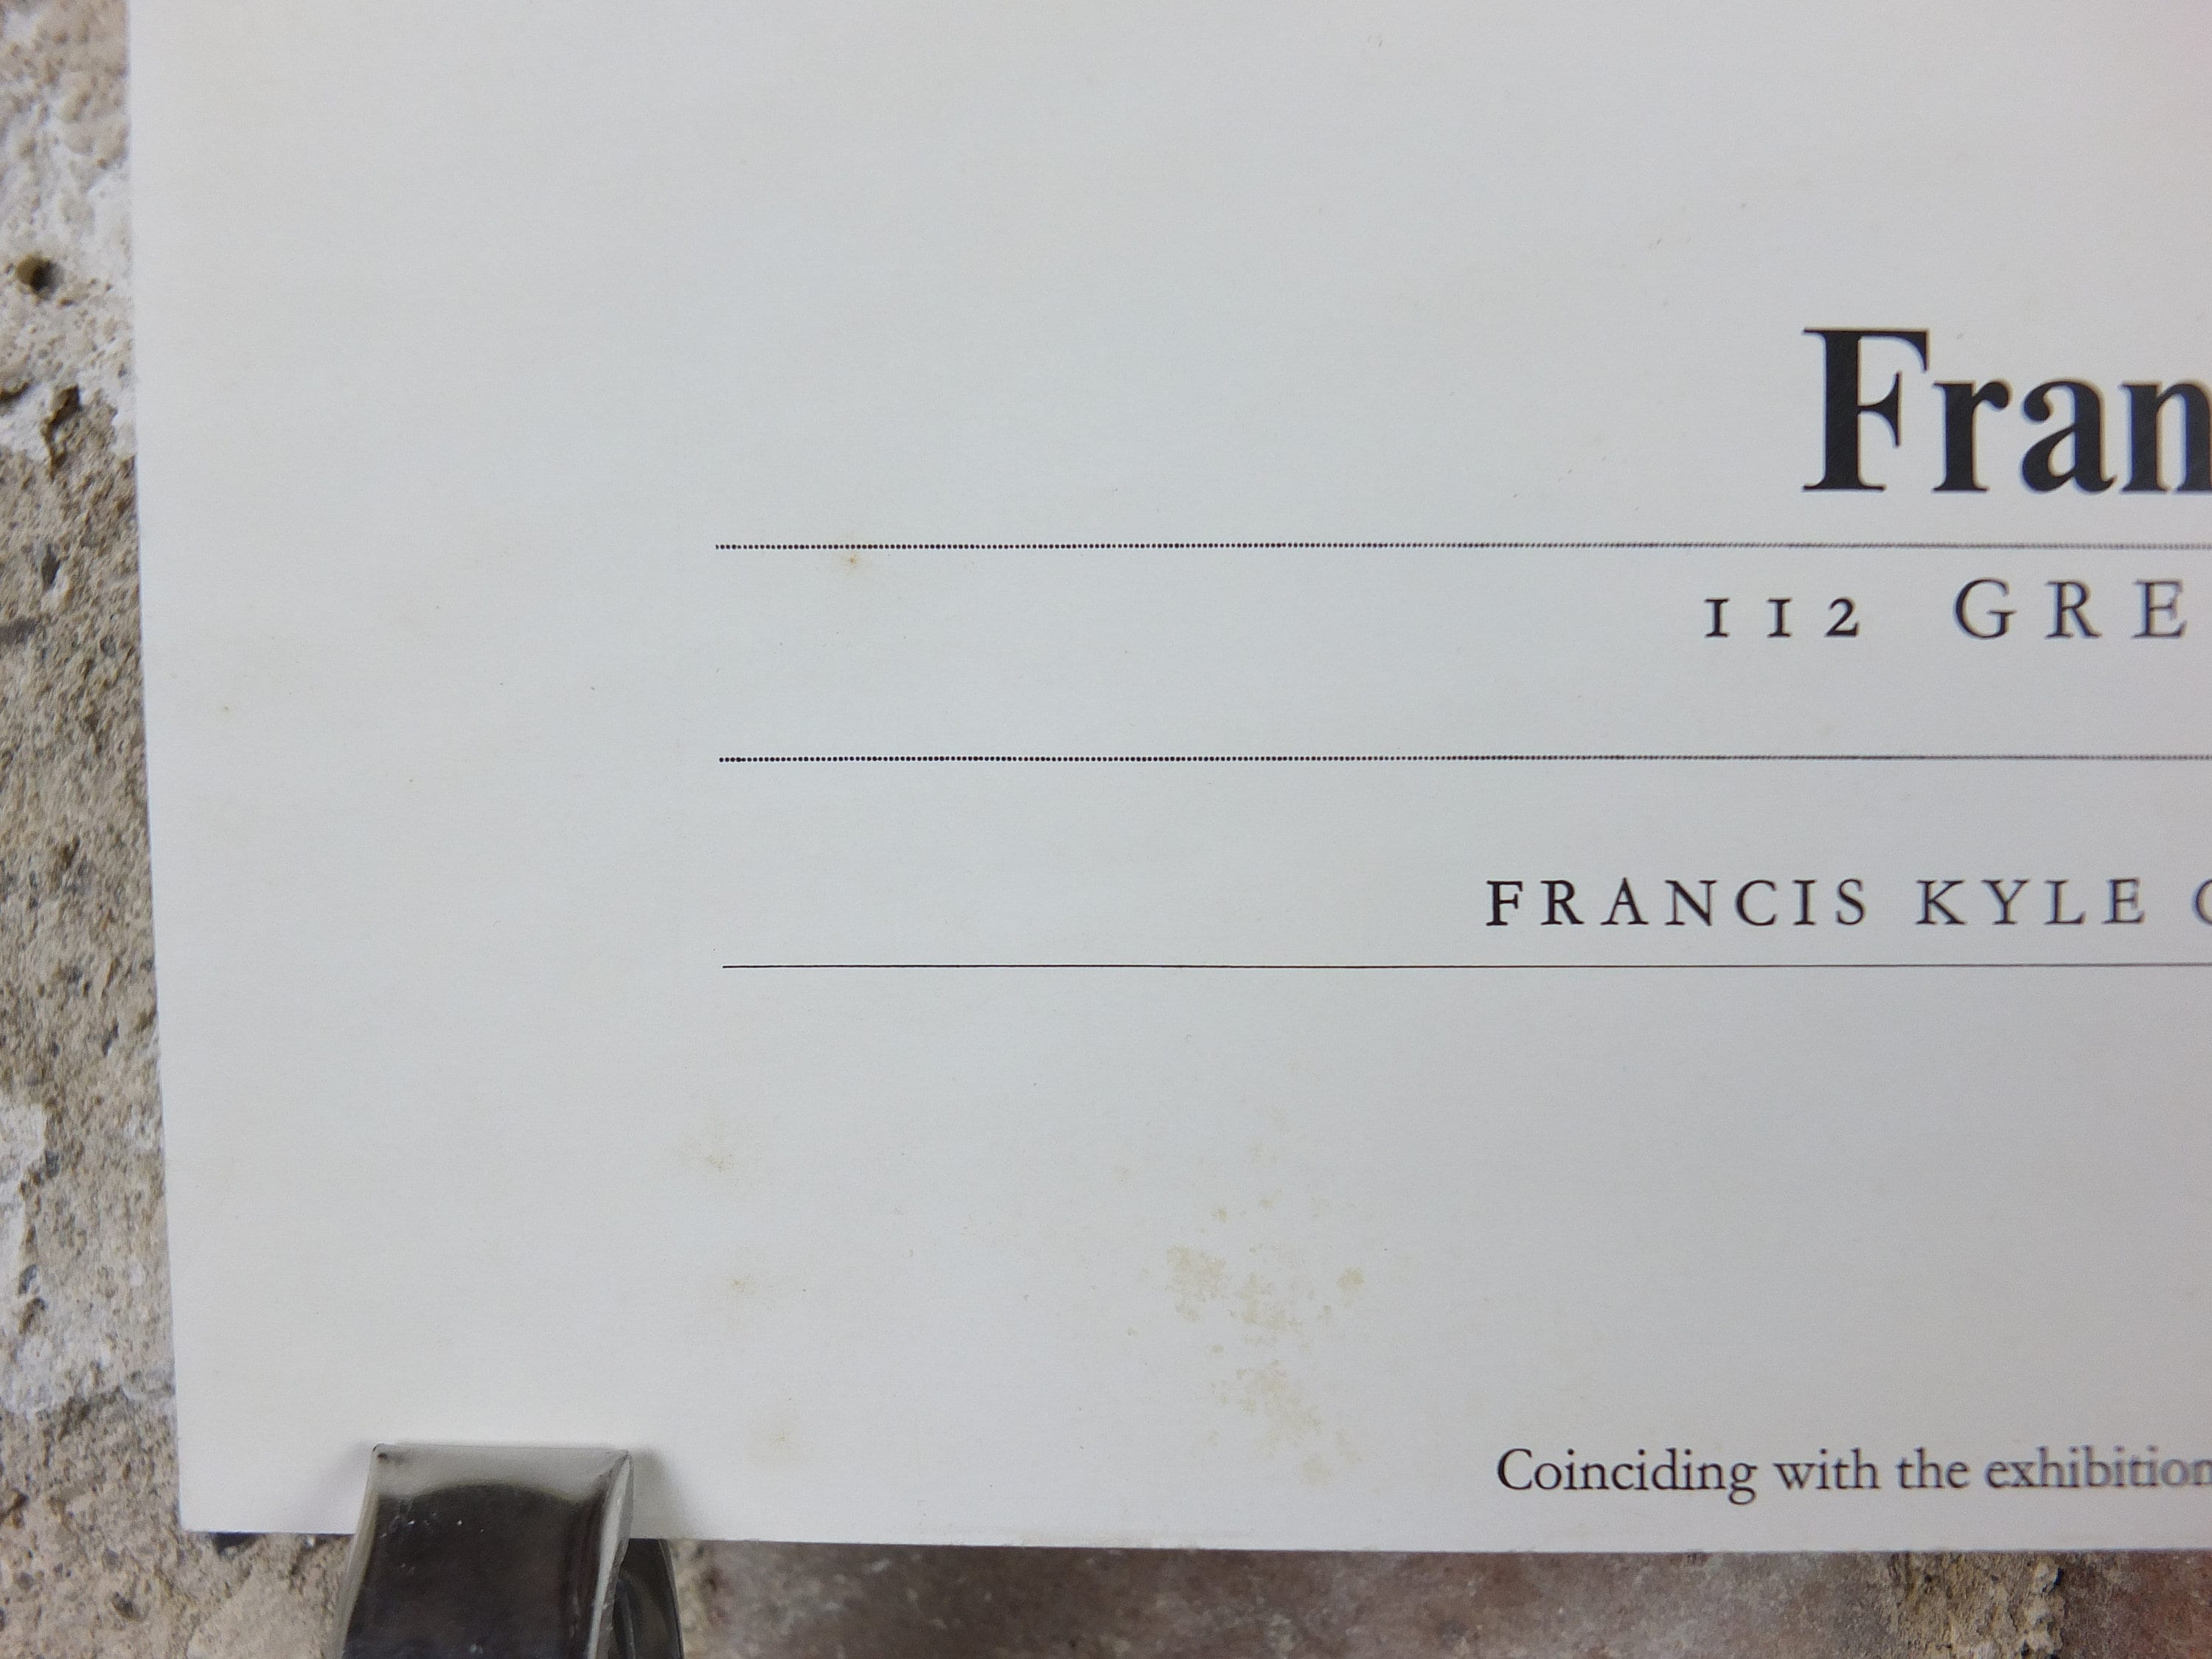 Fran
112 GRE
FRANCIS KYLE
Coinciding with the exhibition